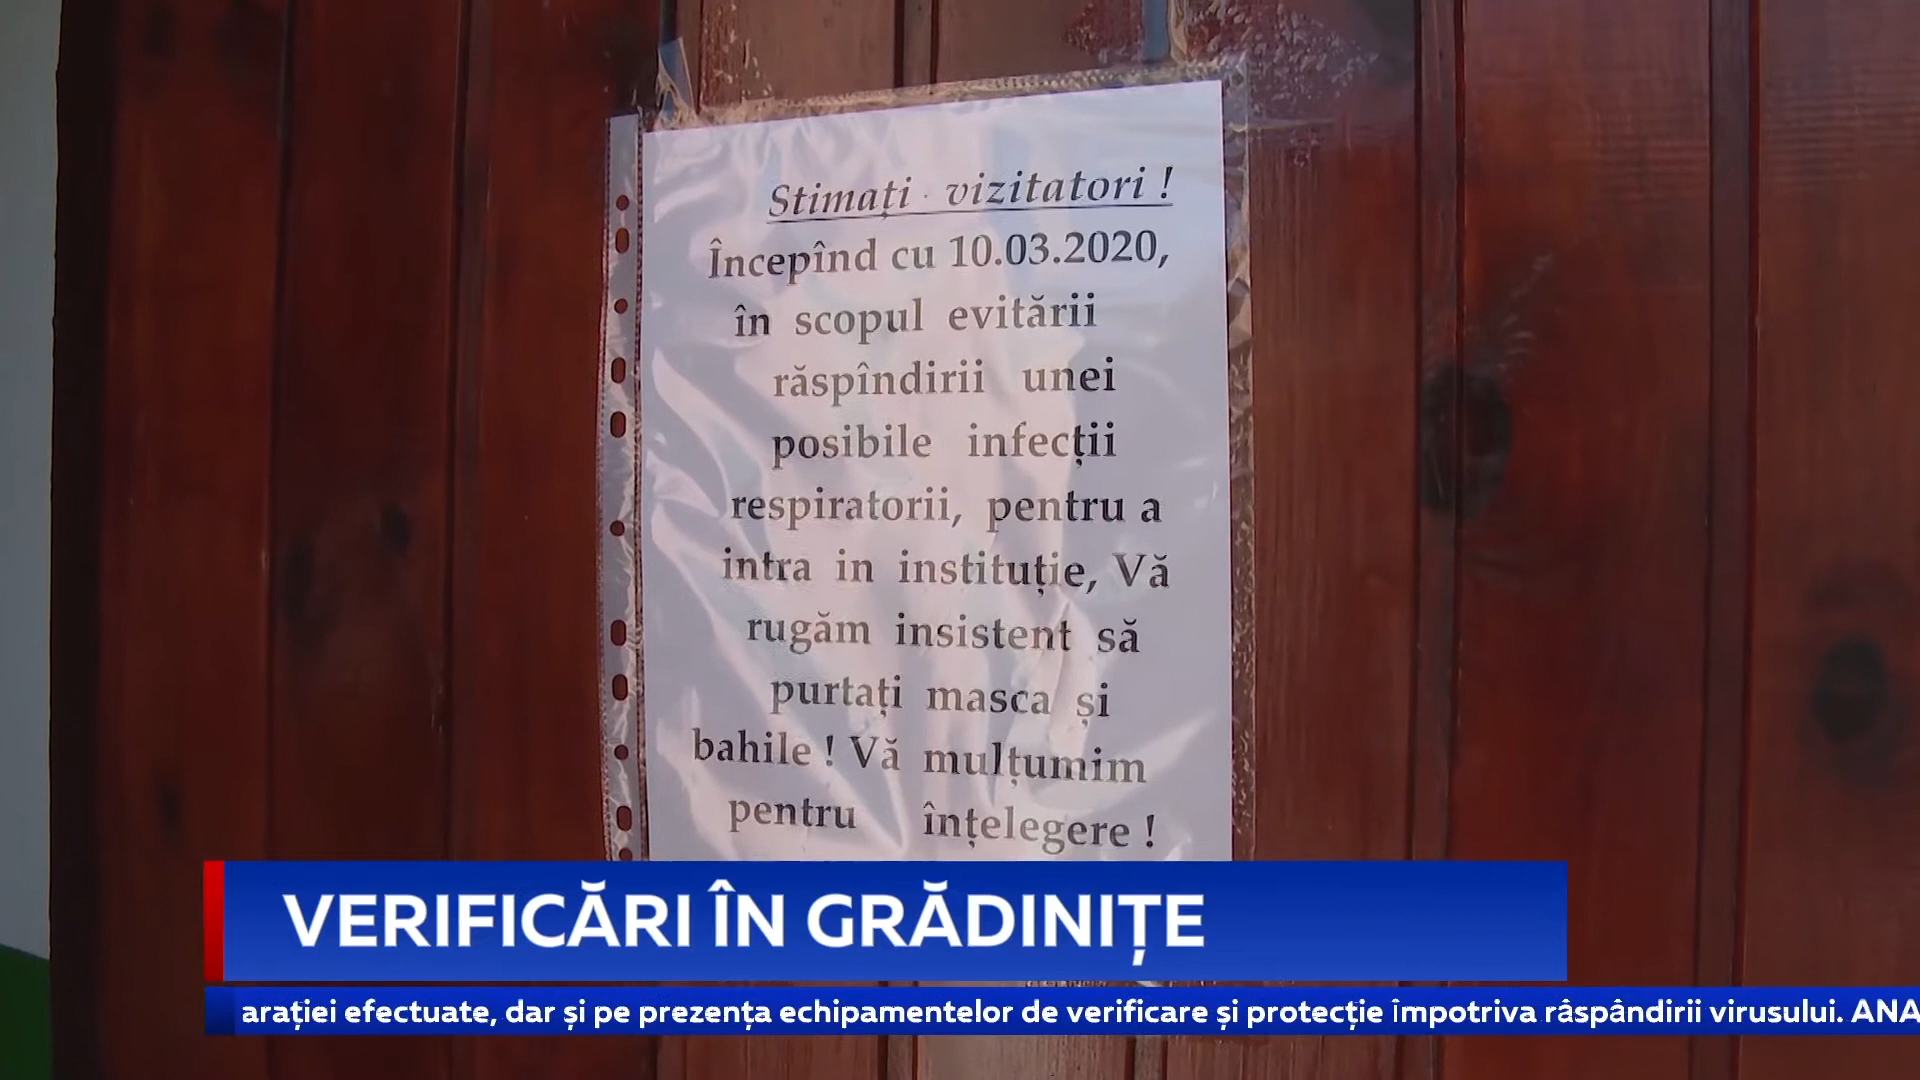 Stimați vizitatori !
Începînd cu 10.03.2020,
în scopul evitării
răspîndirii unei
posibile infecții
respiratorii, pentru a
intra in instituție, Vă
rugăm insistent să
purtați masca și
bahile ! Vă mulțumim
pentru înțelegere !
VERIFICĂRI ÎN GRĂDINIȚE
arației efectuate, dar și pe prezența echipamentelor de verificare și protecție împotriva râspândirii virusului. ANA